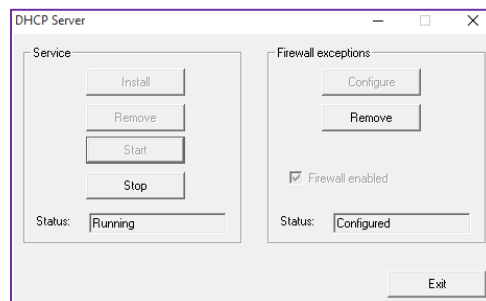 DHCP Server
Service
Install
Remove
Start
Stop
Status: Running
Firewall exceptions
Configure
Remove
Firewall enabled
Status: Configured
Exit